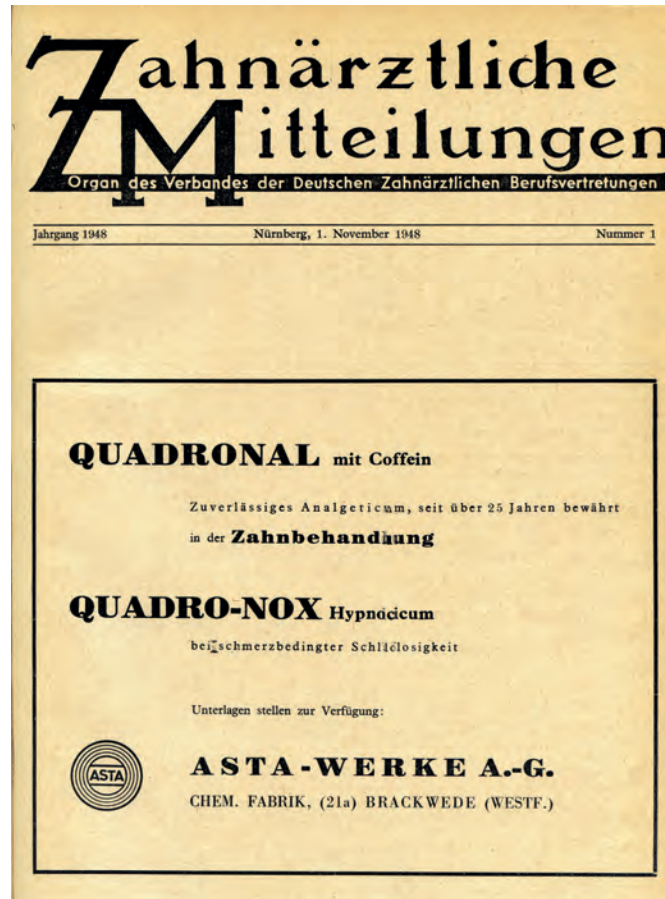 Zahnärztliche
Mitteilungen
Organ des Verbandes der Deutschen Zahnärztlichen Berufsvertretungen
Jahrgang 1948 Nürnberg, 1. November 1948 Nummer 1
QUADRONAL mit Coffein
Zuverlässiges Analgeticum, seit über 25 Jahren bewährt
in der Zahnbehandlung
QUADRO-NOX Hypnoticum
bei schmerzbedingter Schlaflosigkeit
Unterlagen stellen zur Verfügung:
ASTA
ASTA-WERKE A.-G.
CHEM. FABRIK, (21a) BRACKWEDE (WESTF.)